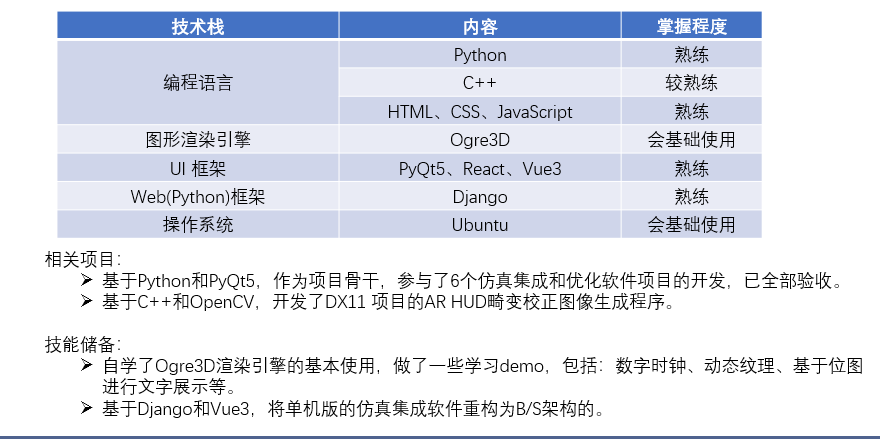 技术栈 内容 掌握程度
编程语言 Python 熟练
C++ 较熟练
HTML、CSS、JavaScript 熟练
图形渲染引擎 Ogre3D 会基础使用
UI 框架 PyQt5、React、Vue3 熟练
Web(Python)框架 Django 熟练
操作系统 Ubuntu 会基础使用
相关项目：
➢ 基于Python和PyQt5，作为项目骨干，参与了6个仿真集成和优化软件项目的开发，已全部验收。
➢ 基于C++和OpenCV，开发了DX11 项目的AR HUD畸变校正图像生成程序。
技能储备：
➢ 自学了Ogre3D渲染引擎的基本使用，做了一些学习demo，包括：数字时钟、动态纹理、基于位图
进行文字展示等。
➢ 基于Django和Vue3，将单机版的仿真集成软件重构为B/S架构的。